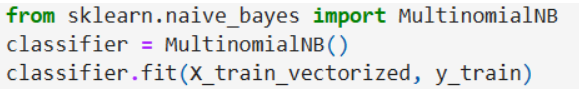 from sklearn.naive_bayes import MultinomialNB
classifier = MultinomialNB()
classifier.fit(X_train_vectorized, y_train)